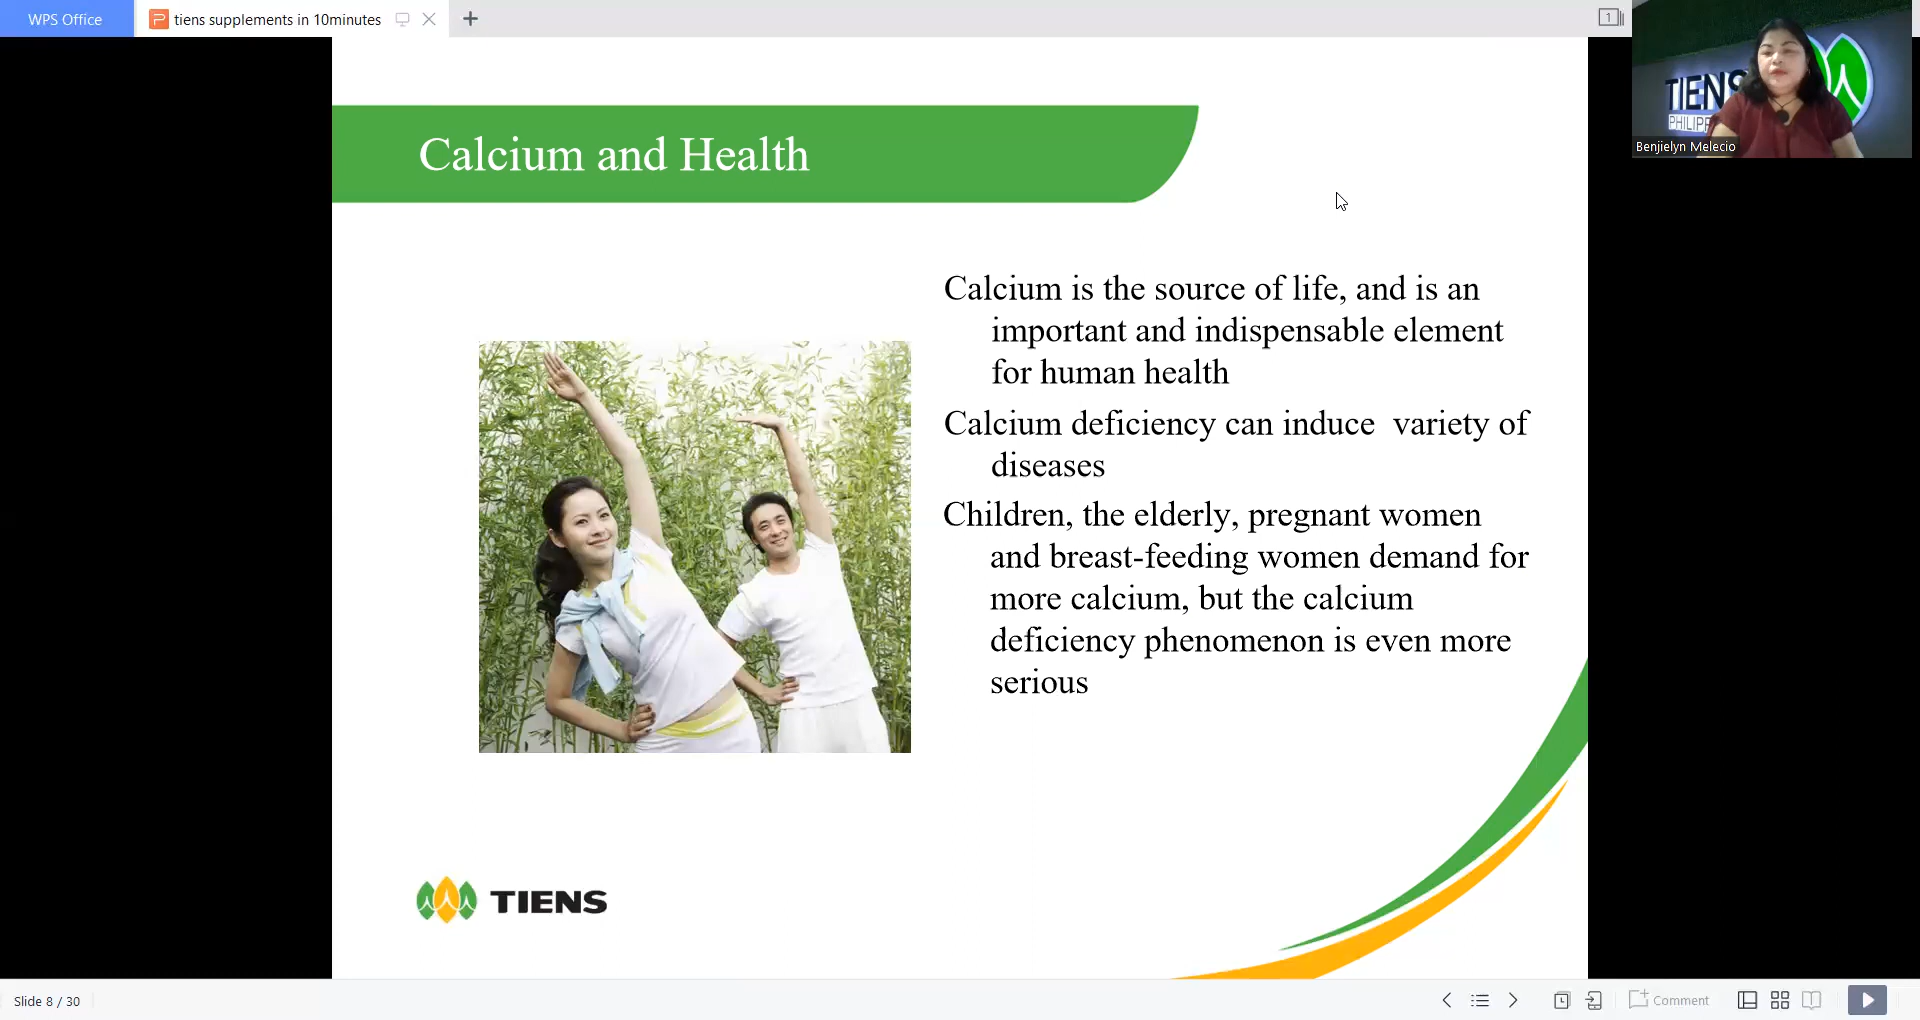 WPS Office
tiens supplements in 10minutes
1
TIENS
Benjielyn Melecio
Calcium and Health
Calcium is the source of life, and is an
important and indispensable element
for human health
Calcium deficiency can induce  variety of
diseases
Children, the elderly, pregnant women
and breast-feeding women demand for
more calcium, but the calcium
deficiency phenomenon is even more
serious
TIENS
Slide 8 / 30
Comment